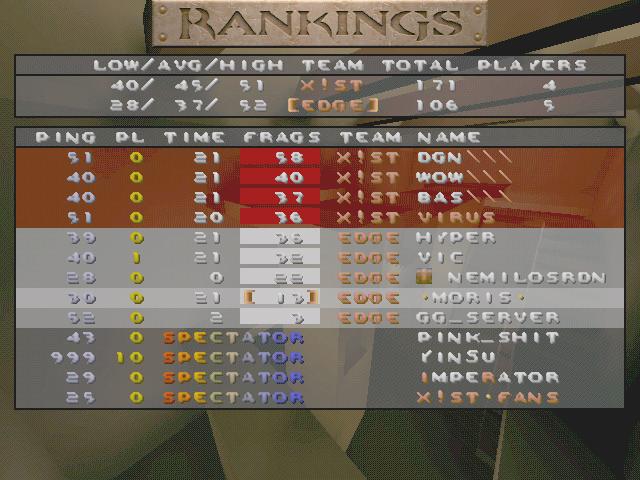 RANKINGS
LOW/AVG/HIGH TEAM TOTAL PLAYERS
40/ 45/ 51 X!ST 171 4
28/ 37/ 52 [EDGE] 106 5
PING PL TIME FRAGS TEAM NAME
51 0 21 58 X!ST DGN\\\
40 0 21 40 X!ST WOW\\\
40 0 21 37 X!ST BAS\\\
51 0 20 36 X!ST VIRUS
39 0 21 36 EDGE HYPER
40 1 21 32 EDGE VIC
28 0 0 22 EDGE NEMILOSRDN
30 0 21 [ 13] EDGE ·MORIS·
52 0 2 3 EDGE GG_SERVER
43 0 SPECTATOR PINK_SHIT
999 10 SPECTATOR YINSU
29 0 SPECTATOR IMPERATOR
25 0 SPECTATOR X!ST·FANS